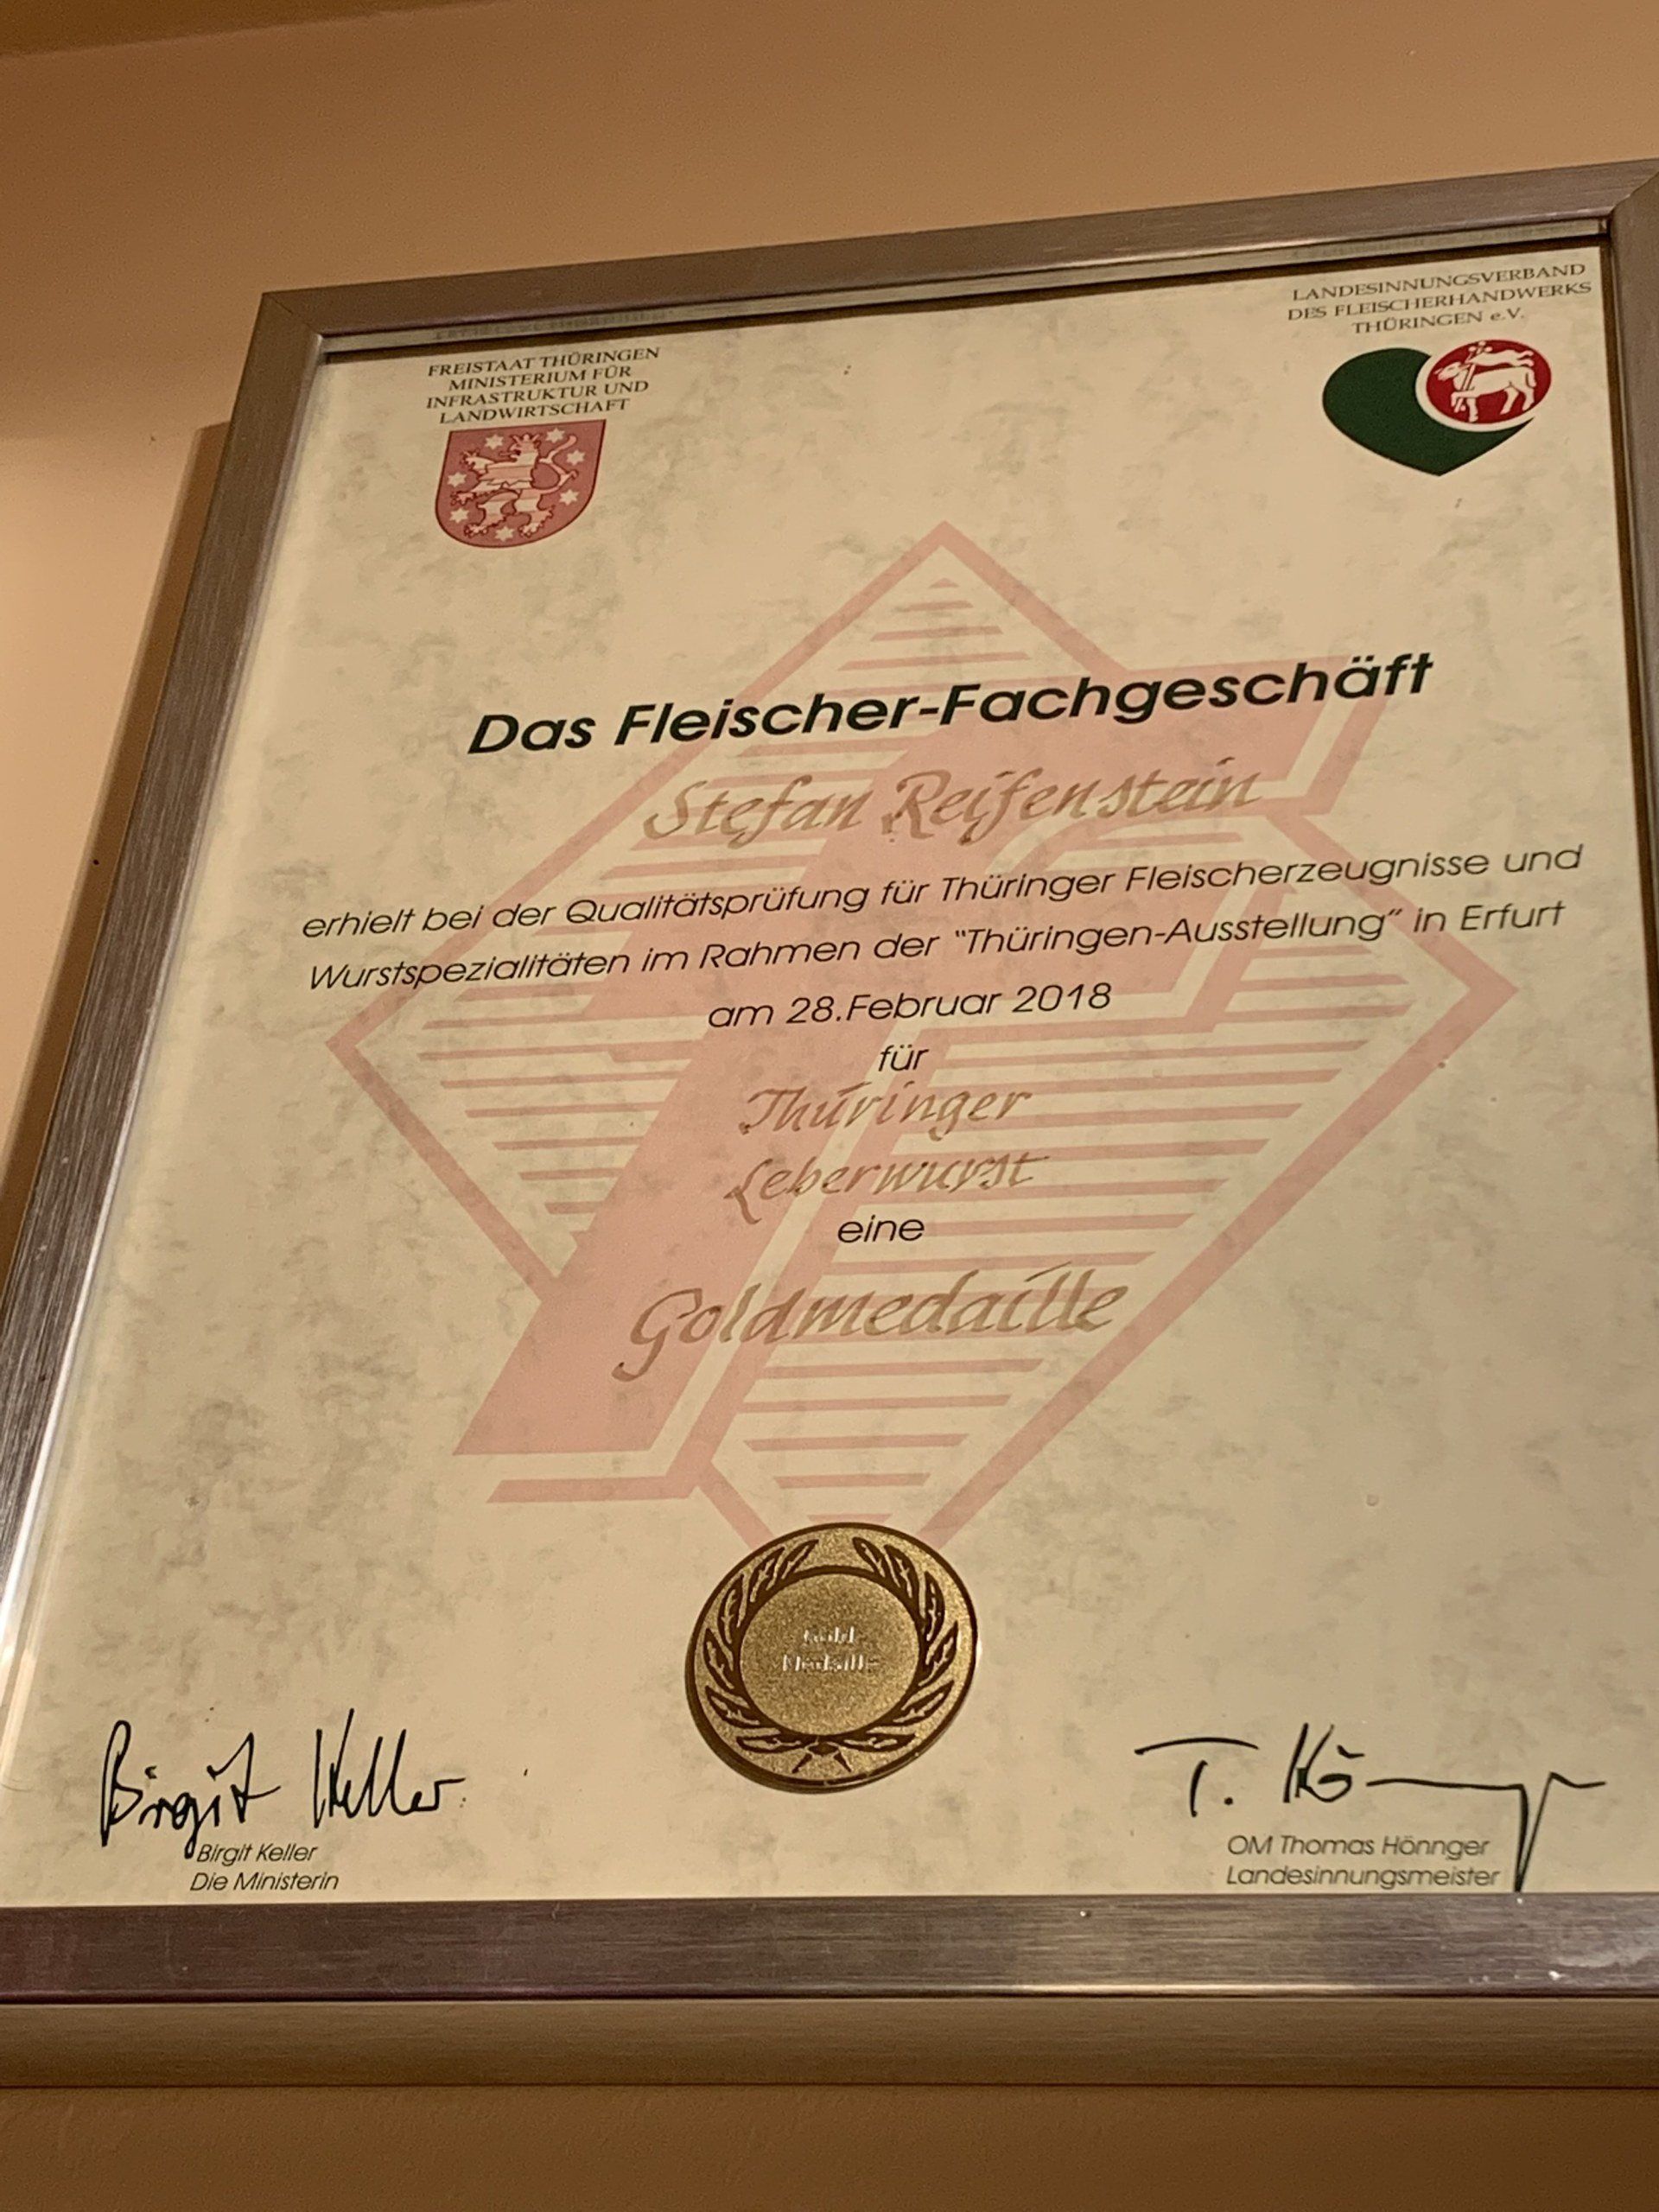 FREISTAAT THÜRINGEN
MINISTERIUM FÜR
INFRASTRUKTUR UND
LANDWIRTSCHAFT
LANDESINNUNGSVERBAND
DES FLEISCHERHANDWERKS
THÜRINGEN e.V.
Das Fleischer-Fachgeschäft
Stefan Reifenstein
erhielt bei der Qualitätsprüfung für Thüringer Fleischerzeugnisse und
Wurstspezialitäten im Rahmen der "Thüringen-Ausstellung" in Erfurt
am 28.Februar 2018
für
Thüringer
Leberwurst
eine
Goldmedaille
Gold
Medaille
Birgit Keller
Birgit Keller
Die Ministerin
OM Thomas Hönnger
Landesinnungsmeister